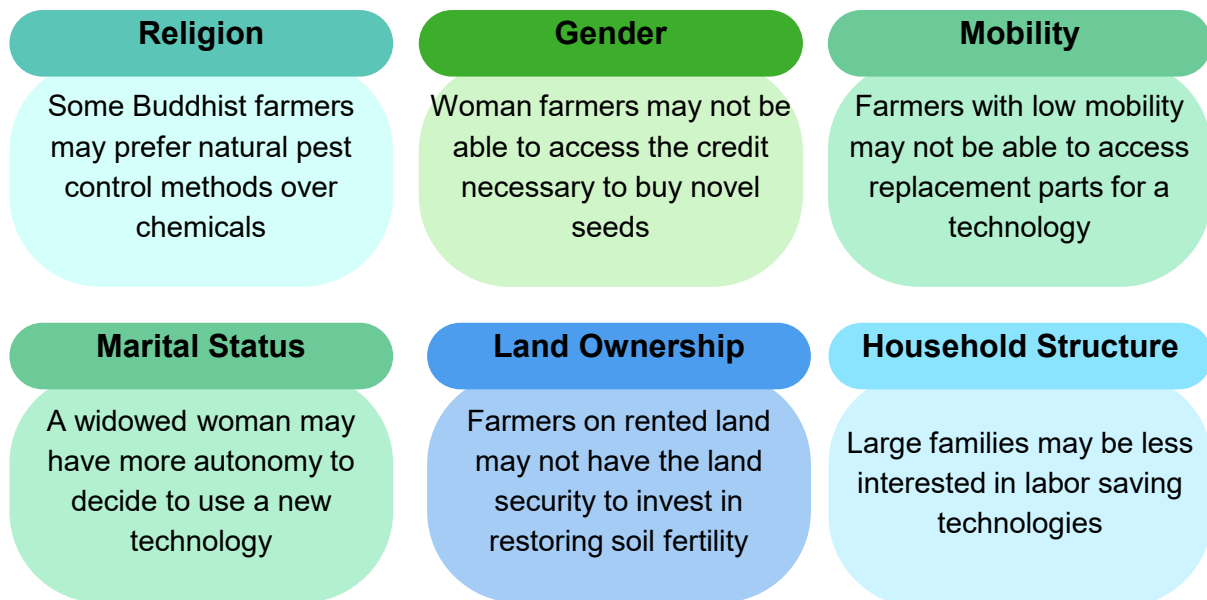 Religion
Some Buddhist farmers
may prefer natural pest
control methods over
chemicals
Gender
Woman farmers may not be
able to access the credit
necessary to buy novel
seeds
Mobility
Farmers with low mobility
may not be able to access
replacement parts for a
technology
Marital Status
A widowed woman may
have more autonomy to
decide to use a new
technology
Land Ownership
Farmers on rented land
may not have the land
security to invest in
restoring soil fertility
Household Structure
Large families may be less
interested in labor saving
technologies